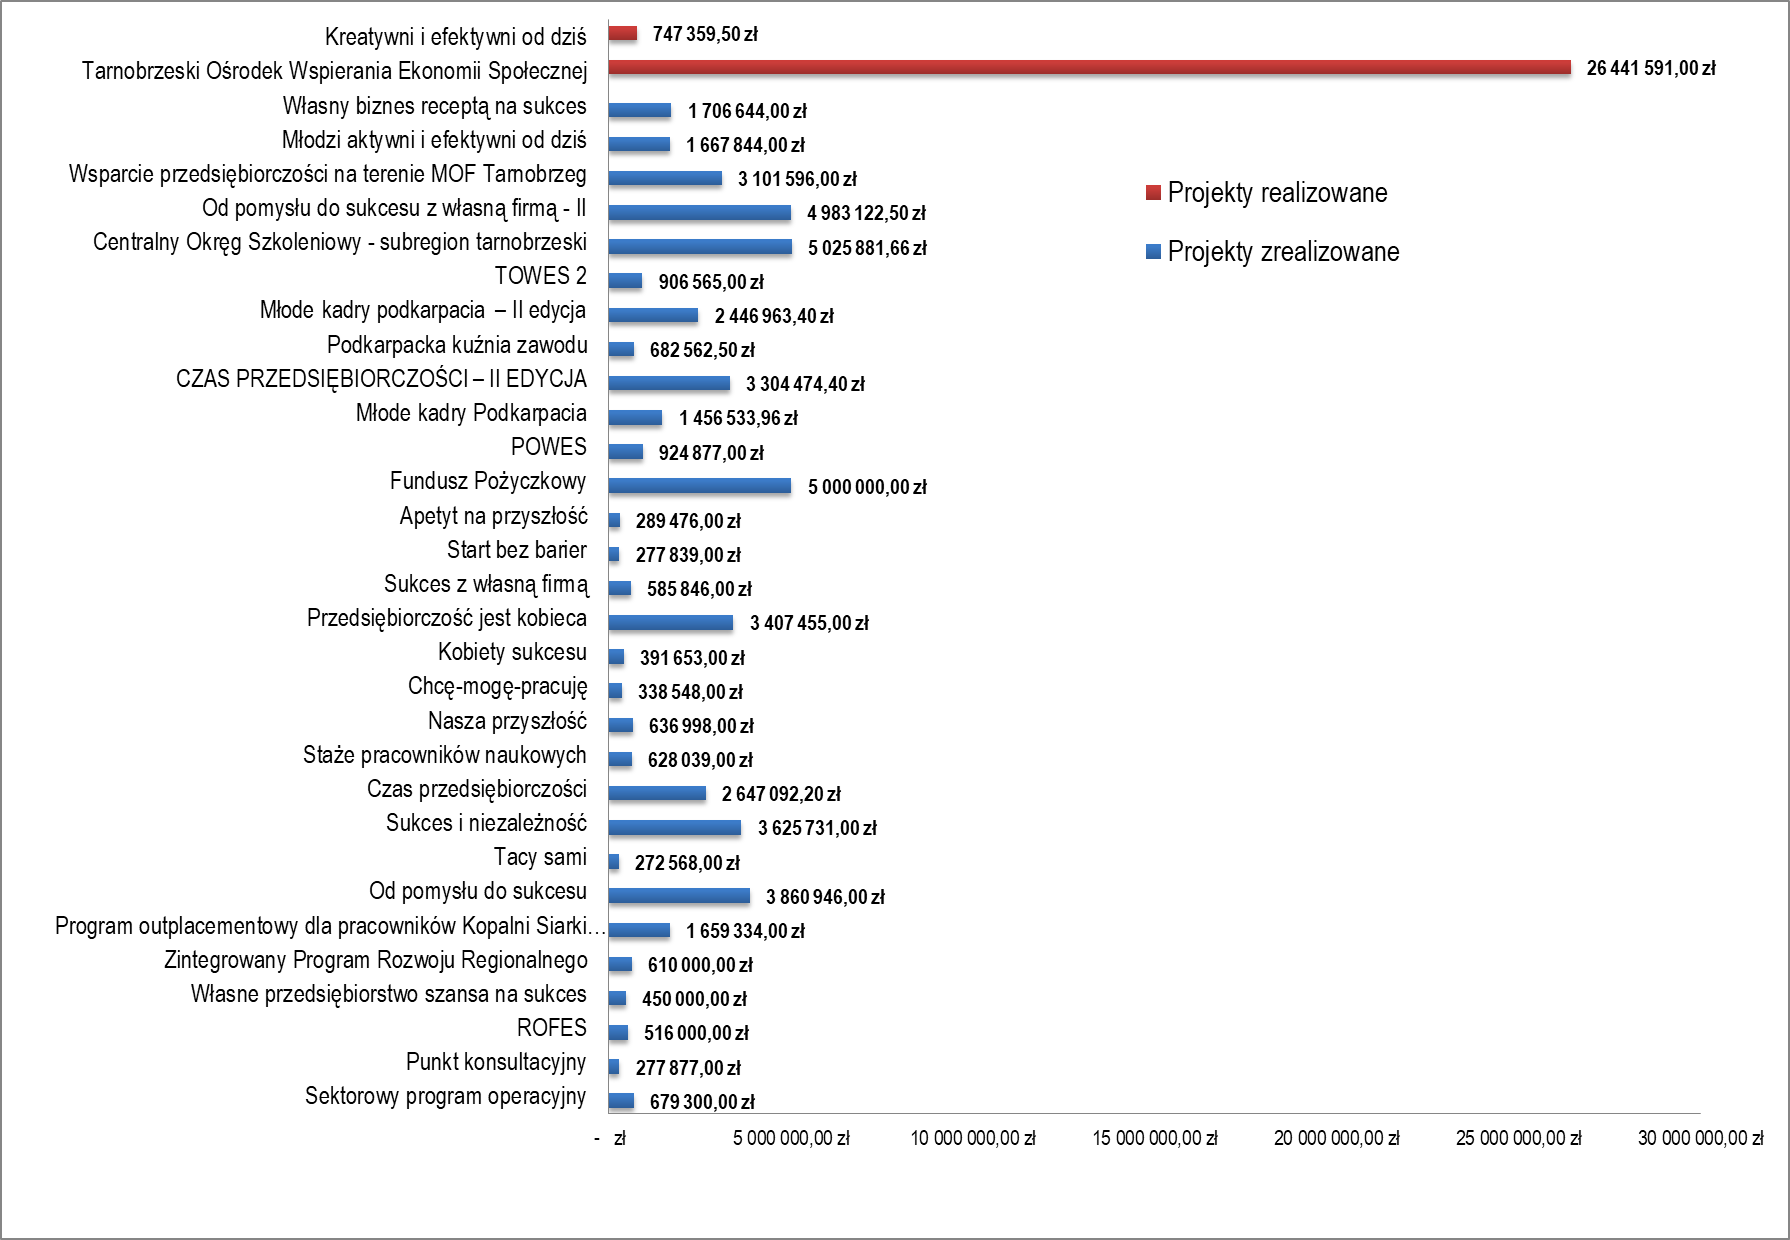 Kreatywni i efektywni od dziś 747 359,50 zł
Tarnobrzeski Ośrodek Wspierania Ekonomii Społecznej 26 441 591,00 zł
Własny biznes receptą na sukces 1 706 644,00 zł
Młodzi aktywni i efektywni od dziś 1 667 844,00 zł
Wsparcie przedsiębiorczości na terenie MOF Tarnobrzeg 3 101 596,00 zł
Projekty realizowane
Od pomysłu do sukcesu z własną firmą - II 4 983 122,50 zł
Centralny Okręg Szkoleniowy - subregion tarnobrzeski 5 025 881,66 zł
Projekty zrealizowane
TOWES 2 906 565,00 zł
Młode kadry podkarpacia – II edycja 2 446 963,40 zł
Podkarpacka kuźnia zawodu 682 562,50 zł
CZAS PRZEDSIĘBIORCZOŚCI – II EDYCJA 3 304 474,40 zł
Młode kadry Podkarpacia 1 456 533,96 zł
POWES 924 877,00 zł
Fundusz Pożyczkowy 5 000 000,00 zł
Apetyt na przyszłość 289 476,00 zł
Start bez barier 277 839,00 zł
Sukces z własną firmą 585 846,00 zł
Przedsiębiorczość jest kobieca 3 407 455,00 zł
Kobiety sukcesu 391 653,00 zł
Chcę-mogę-pracuję 338 548,00 zł
Nasza przyszłość 636 998,00 zł
Staże pracowników naukowych 628 039,00 zł
Czas przedsiębiorczości 2 647 092,20 zł
Sukces i niezależność 3 625 731,00 zł
Tacy sami 272 568,00 zł
Od pomysłu do sukcesu 3 860 946,00 zł
Program outplacementowy dla pracowników Kopalni Siarki… 1 659 334,00 zł
Zintegrowany Program Rozwoju Regionalnego 610 000,00 zł
Własne przedsiębiorstwo szansa na sukces 450 000,00 zł
ROFES 516 000,00 zł
Punkt konsultacyjny 277 877,00 zł
Sektorowy program operacyjny 679 300,00 zł
- zł 5 000 000,00 zł 10 000 000,00 zł 15 000 000,00 zł 20 000 000,00 zł 25 000 000,00 zł 30 000 000,00 zł